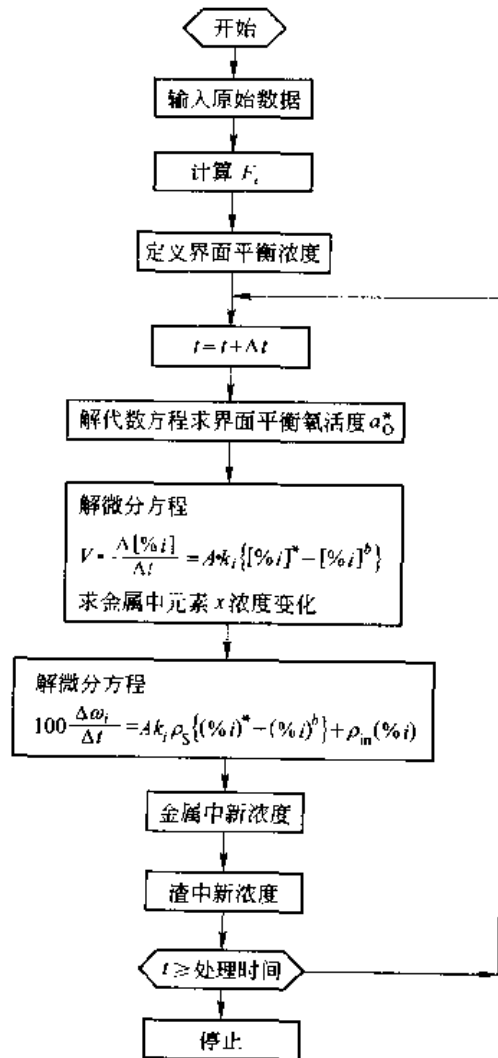 开始
输入原始数据
计算 F_i
定义界面平衡浓度
t=t+Δt
解代数方程求界面平衡氧活度 a_O^*
解微分方程
V·Δ[%i]/Δt=A·k_i{[%i]^*-[%i]^b}
求金属中元素 x 浓度变化
解微分方程
100 Δω_i/Δt=Ak_iρ_S{(%i)^*-(%i)^b}+ρ_in(%i)
金属中新浓度
渣中新浓度
t≥处理时间
停止